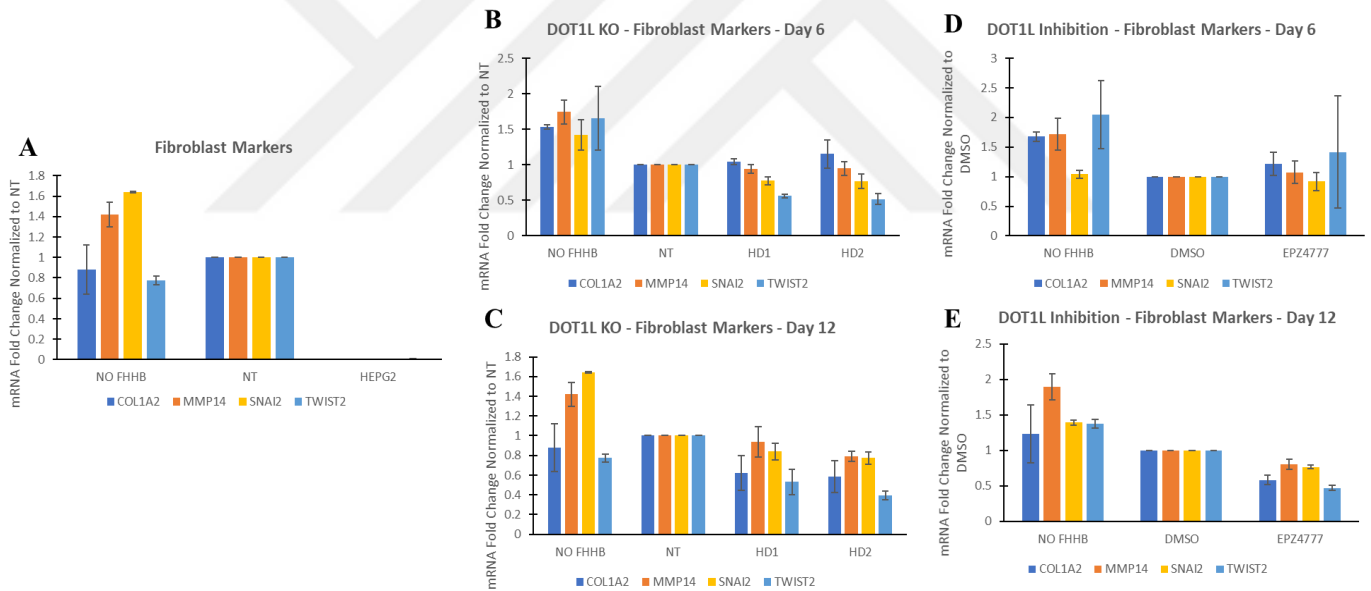 A
Fibroblast Markers
mRNA Fold Change Normalized to NT
1.8
1.6
1.4
1.2
1
0.8
0.6
0.4
0.2
0
NO FHHB NT HEPG2
COL1A2 MMP14 SNAI2 TWIST2
B
DOT1L KO - Fibroblast Markers - Day 6
mRNA Fold Change Normalized to NT
2.5
2
1.5
1
0.5
0
NO FHHB NT HD1 HD2
COL1A2 MMP14 SNAI2 TWIST2
C
DOT1L KO - Fibroblast Markers - Day 12
mRNA Fold Change Normalized to NT
1.8
1.6
1.4
1.2
1
0.8
0.6
0.4
0.2
0
NO FHHB NT HD1 HD2
COL1A2 MMP14 SNAI2 TWIST2
D
DOT1L Inhibition - Fibroblast Markers - Day 6
mRNA Fold Change Normalized to
DMSO
3
2.5
2
1.5
1
0.5
0
NO FHHB DMSO EPZ4777
COL1A2 MMP14 SNAI2 TWIST2
E
DOT1L Inhibition - Fibroblast Markers - Day 12
mRNA Fold Change Normalized to
DMSO
2.5
2
1.5
1
0.5
0
NO FHHB DMSO EPZ4777
COL1A2 MMP14 SNAI2 TWIST2